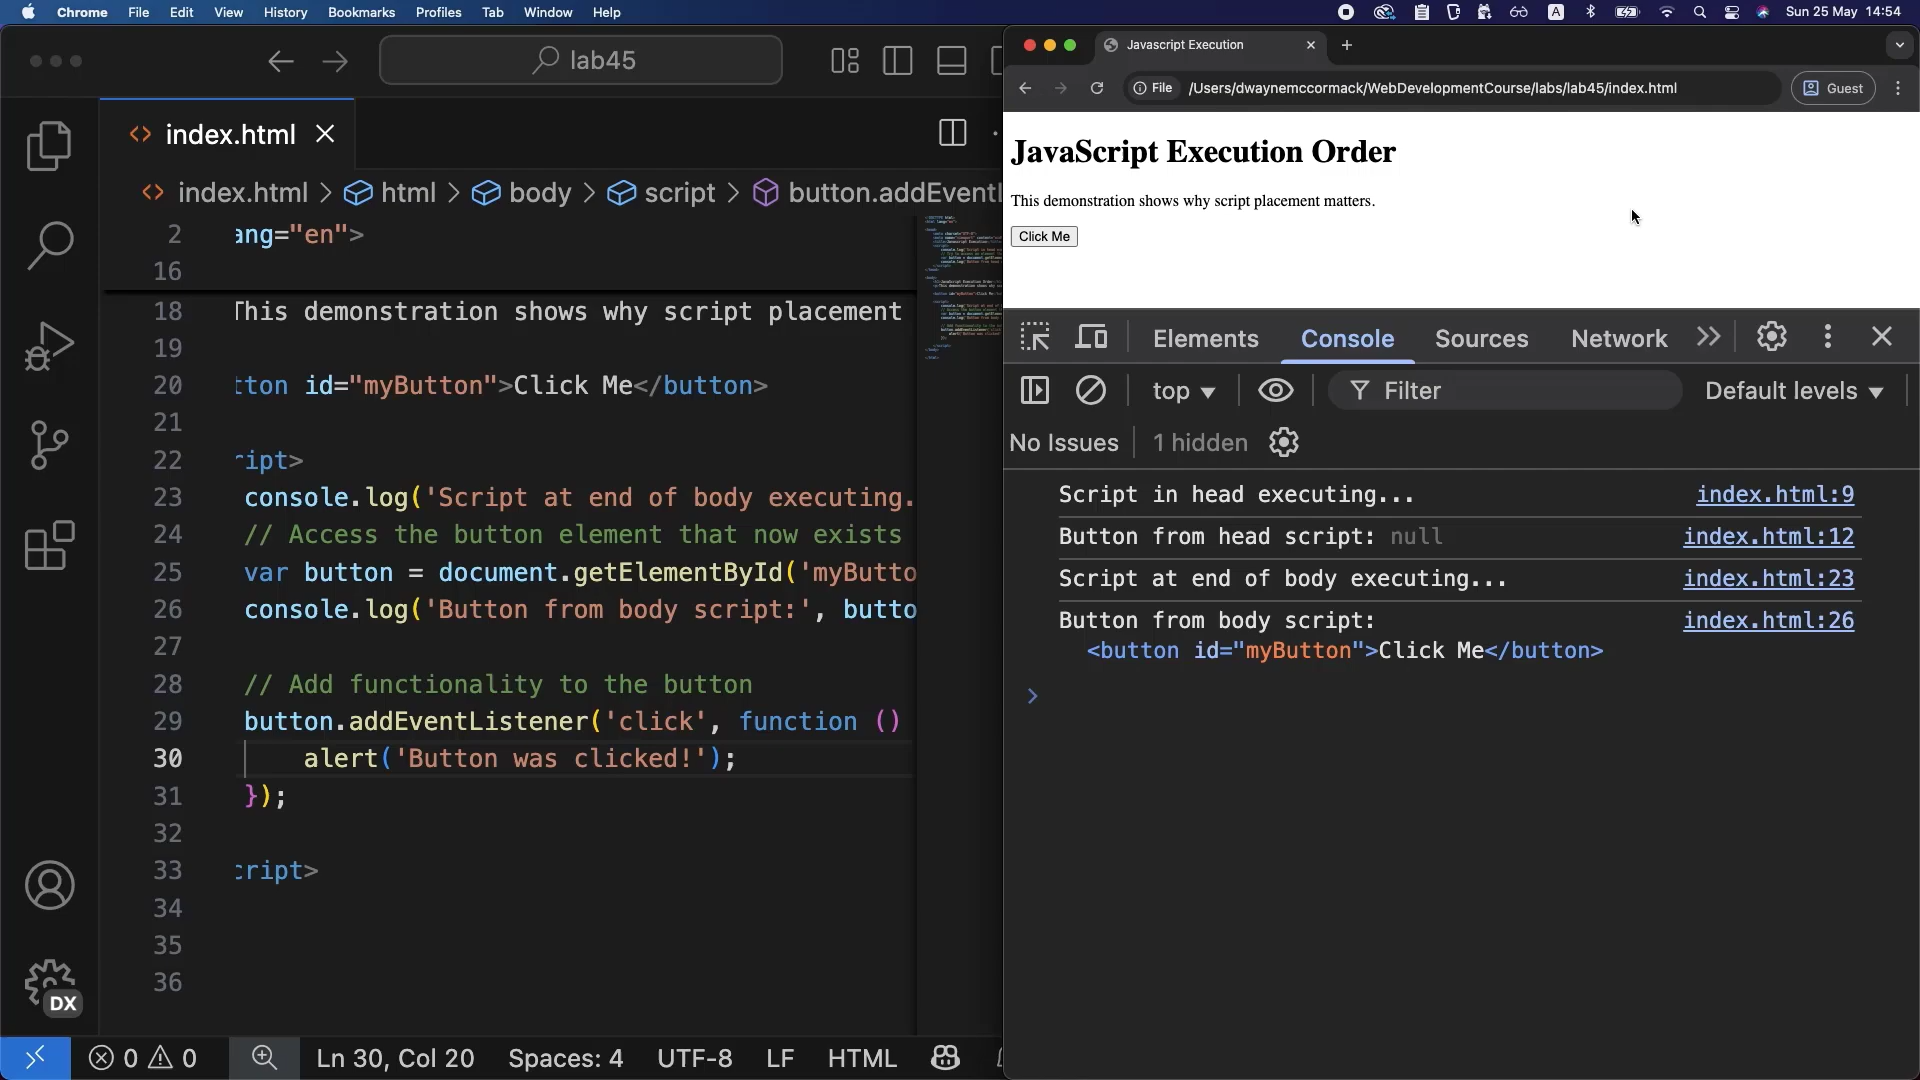 Chrome File Edit View History Bookmarks Profiles Tab Window Help
A
Sun 25 May 14:54
lab45
index.html
index.html > html > body > script > button.addEventl
2 ang="en">
16
18 This demonstration shows why script placement
19
20 tton id="myButton">Click Me</button>
21
22 ript>
23 console.log('Script at end of body executing.
24 // Access the button element that now exists
25 var button = document.getElementById('myButto
26 console.log('Button from body script:', butto
27
28 // Add functionality to the button
29 button.addEventListener('click', function ()
30 alert('Button was clicked!');
31 });
32
33 cript>
34
35
36
DX
0 0 Ln 30, Col 20 Spaces: 4 UTF-8 LF HTML
Javascript Execution
File /Users/dwaynemccormack/WebDevelopmentCourse/labs/lab45/index.html Guest
JavaScript Execution Order
This demonstration shows why script placement matters.
Click Me
Elements Console Sources Network
top Filter Default levels
No Issues 1 hidden
Script in head executing... index.html:9
Button from head script: null index.html:12
Script at end of body executing... index.html:23
Button from body script: index.html:26
<button id="myButton">Click Me</button>
>